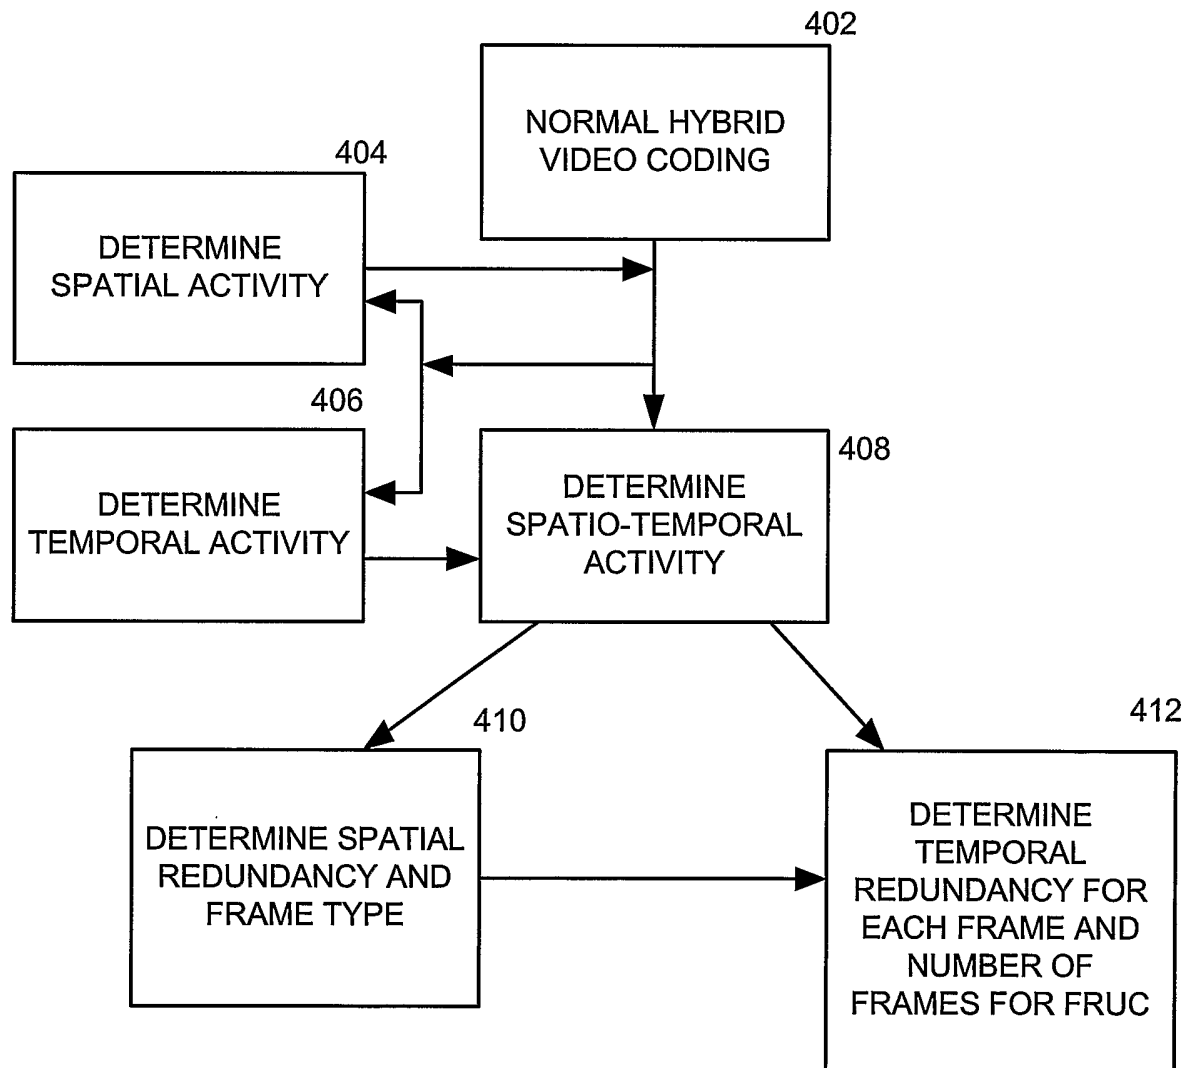 402
NORMAL HYBRID
VIDEO CODING
404
DETERMINE
SPATIAL ACTIVITY
406
DETERMINE
TEMPORAL ACTIVITY
408
DETERMINE
SPATIO-TEMPORAL
ACTIVITY
410
DETERMINE SPATIAL
REDUNDANCY AND
FRAME TYPE
412
DETERMINE
TEMPORAL
REDUNDANCY FOR
EACH FRAME AND
NUMBER OF
FRAMES FOR FRUC